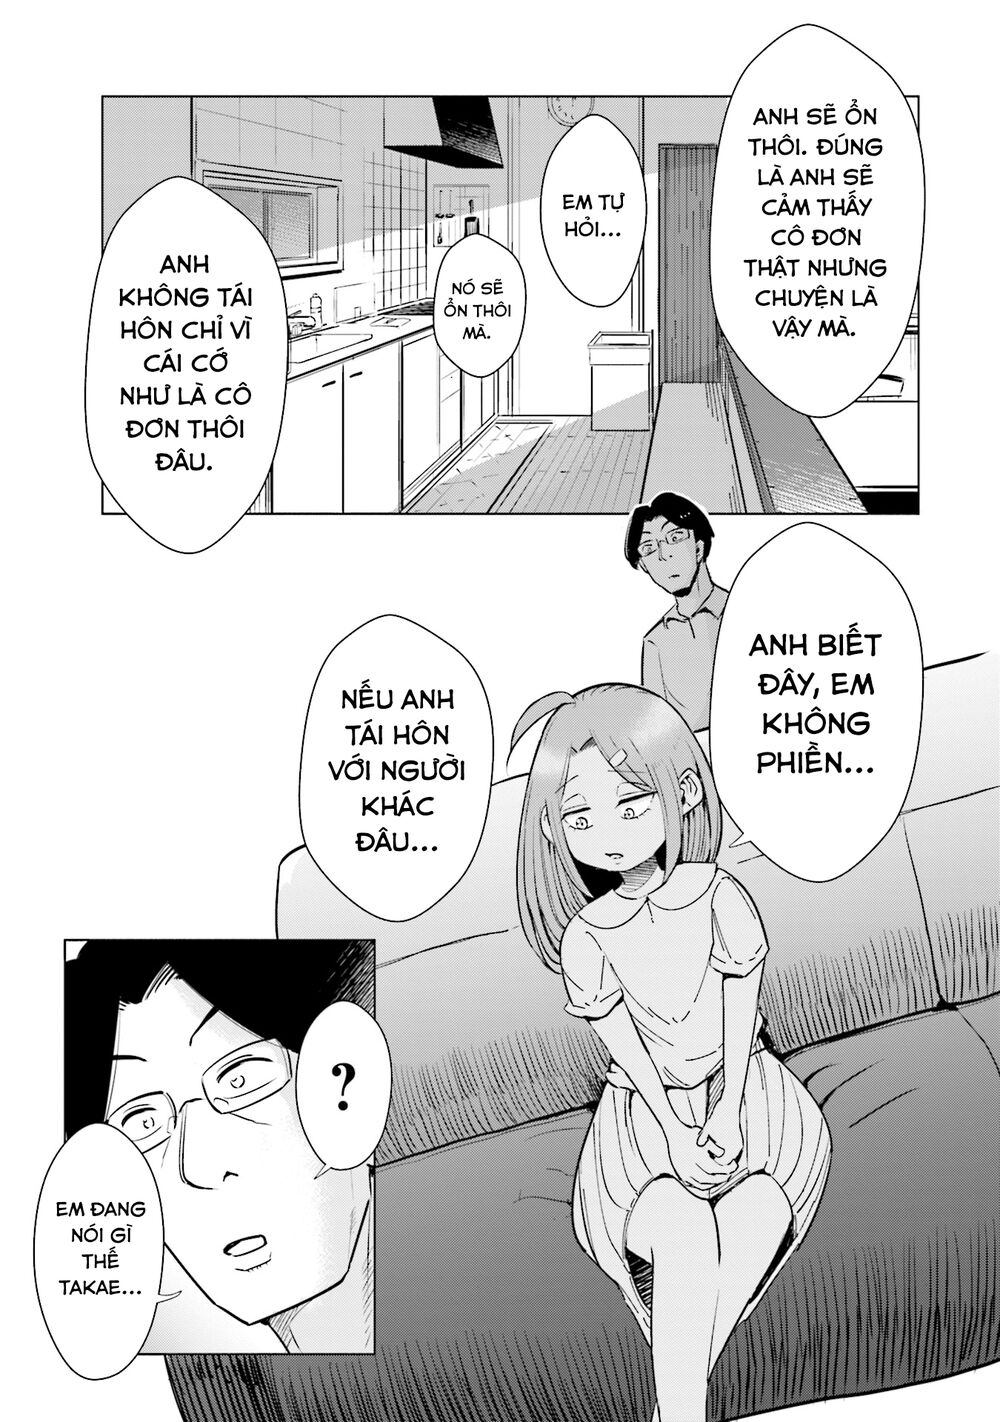 ANH SẼ ỔN
THÔI. ĐÚNG
LÀ ANH SẼ
CẢM THẤY
CÔ ĐƠN
THẬT NHƯNG
CHUYỆN LÀ
VẬY MÀ.
EM TỰ
HỎI...
NÓ SẼ
ỔN THÔI
MÀ.
ANH
KHÔNG TÁI
HÔN CHỈ VÌ
CÁI CỚ
NHƯ LÀ CÔ
ĐƠN THÔI
ĐÂU.
ANH BIẾT
ĐÂY, EM
KHÔNG
PHIỀN...
NẾU ANH
TÁI HÔN
VỚI NGƯỜI
KHÁC
ĐÂU...
?
EM ĐANG
NÓI GÌ
THẾ
TAKAE...